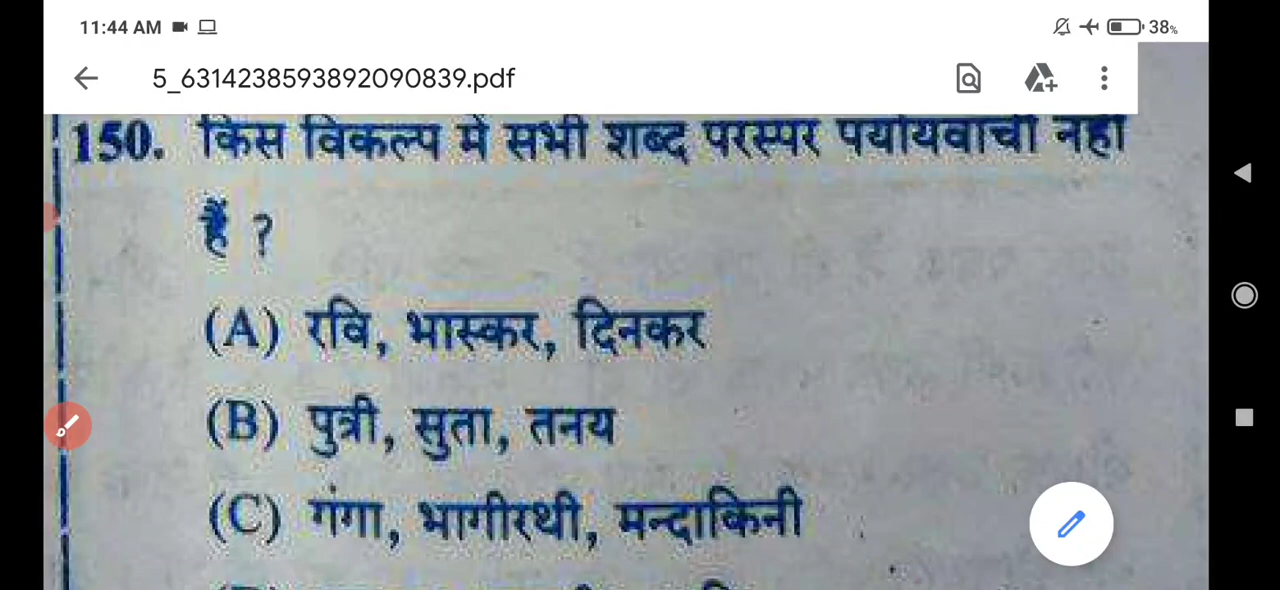 11:44 AM 38%
5_6314238593892090839.pdf
150. किस विकल्प में सभी शब्द परस्पर पर्यायवाची नहीं
हैं ?
(A) रवि, भास्कर, दिनकर
(B) पुत्री, सुता, तनय
(C) गंगा, भागीरथी, मन्दाकिनी